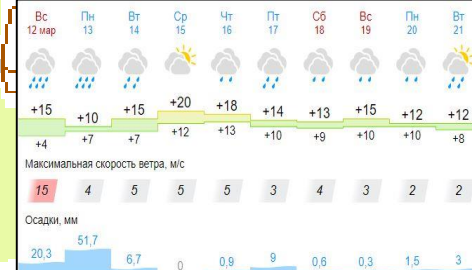 Вс Пн Вт Ср Чт Пт Сб Вс Пн Вт
12 мар 13 14 15 16 17 18 19 20 21
+15 +10 +15 +20 +18 +14 +13 +15 +12 +12
+4 +7 +7 +12 +13 +10 +9 +10 +10 +8
Максимальная скорость ветра, м/с
15 4 5 5 5 3 4 3 2 2
Осадки, мм
20,3 51,7 6,7 0 0,9 9 0,6 0,3 1,5 3